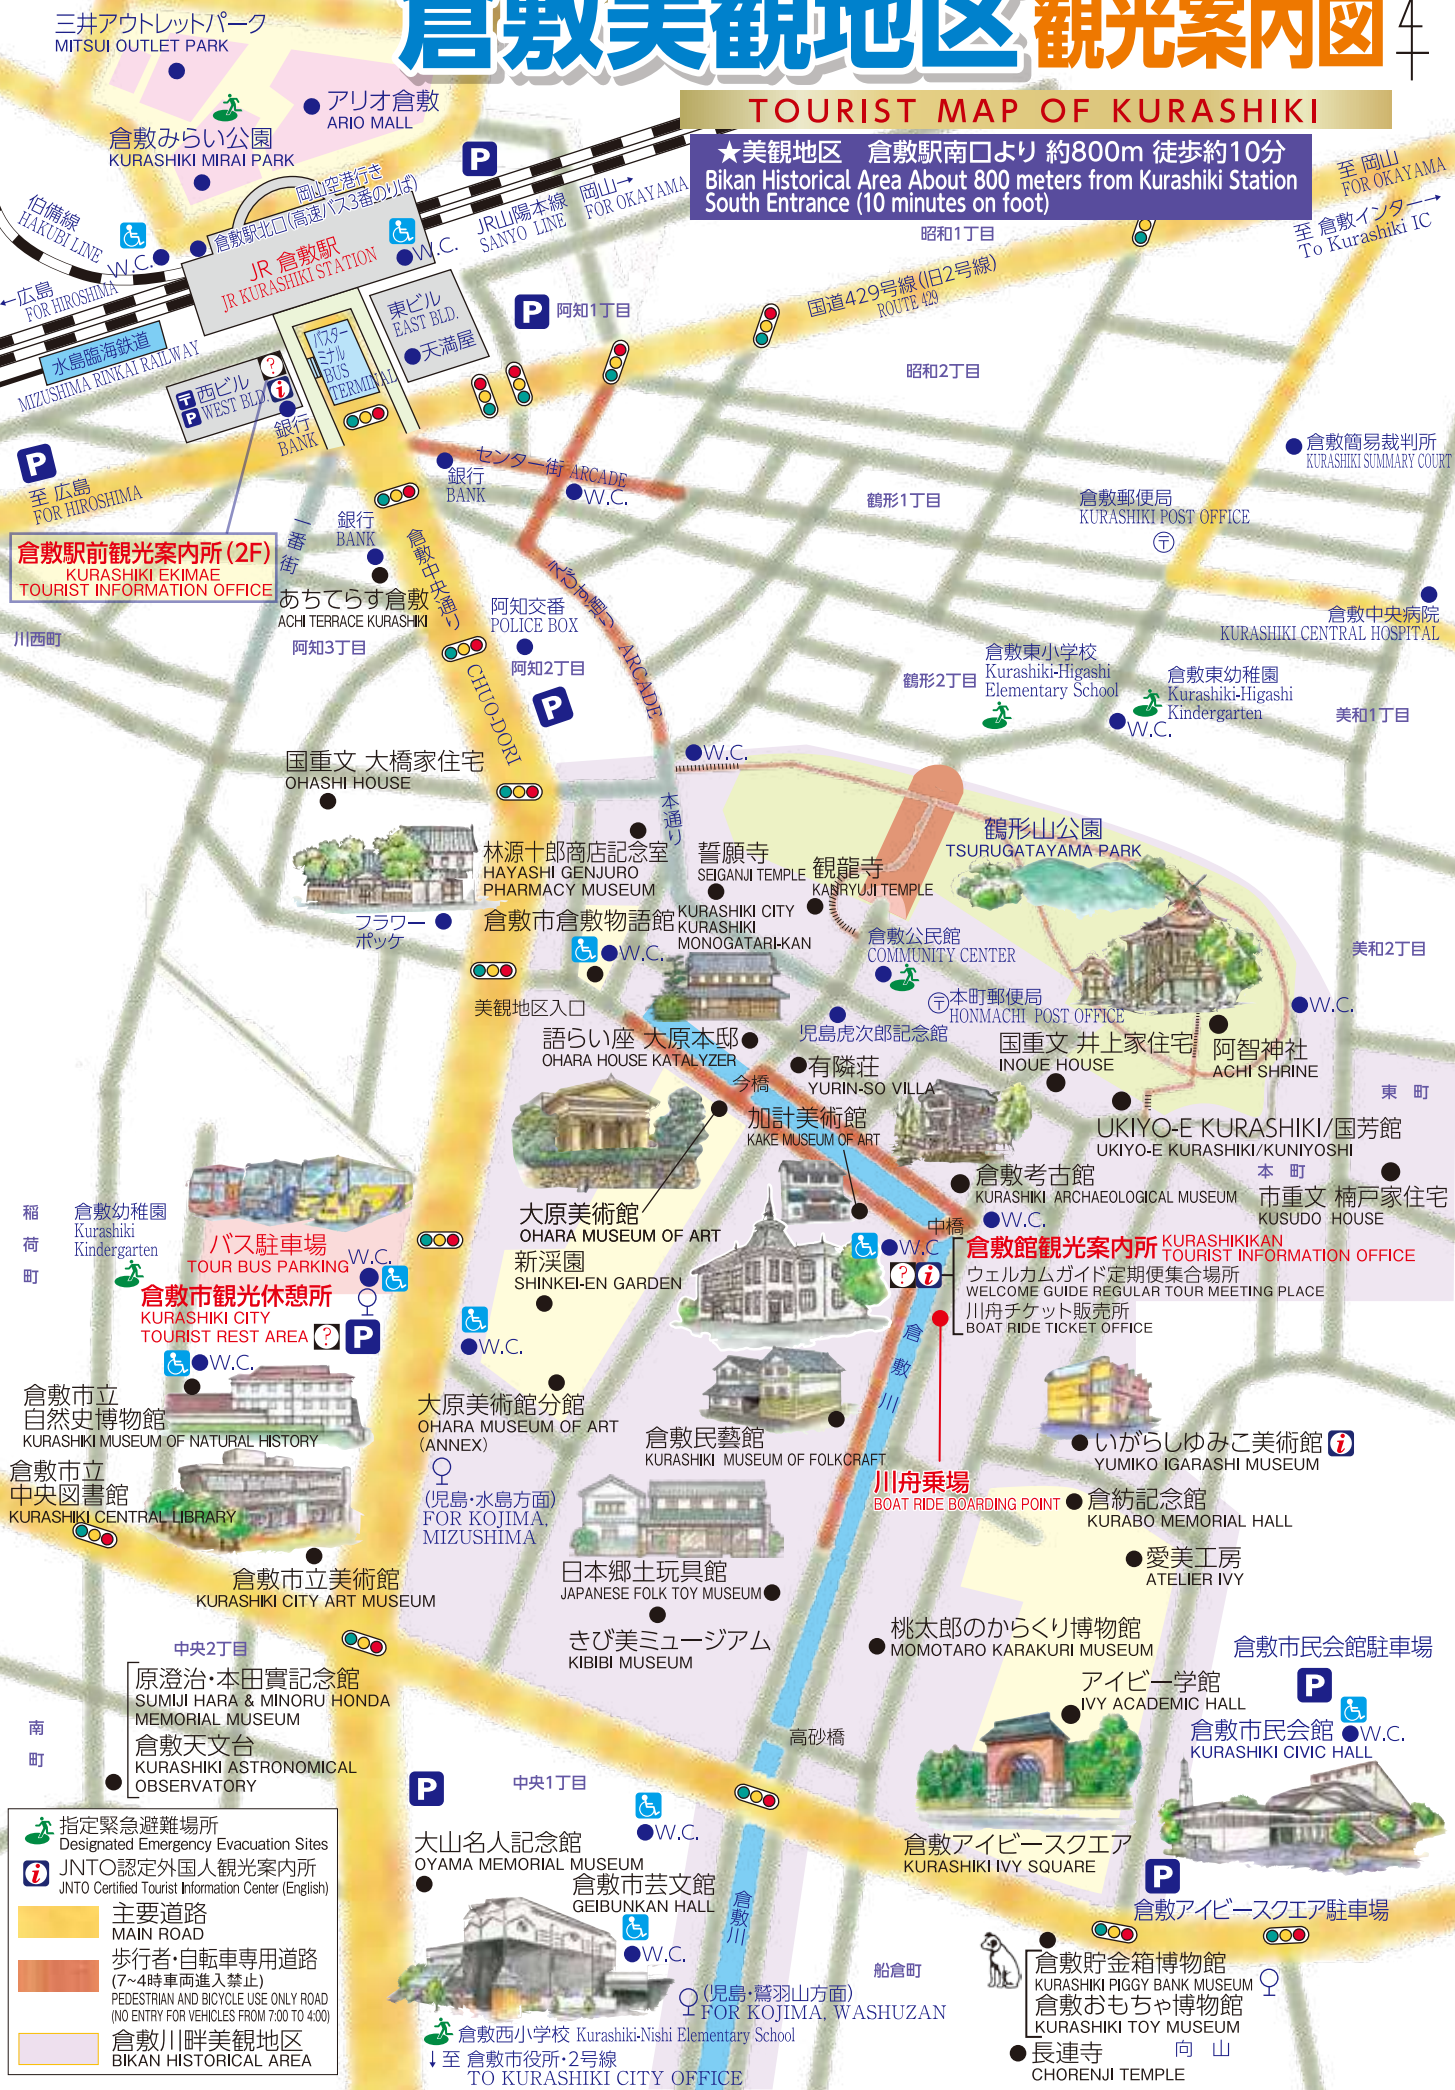 倉敷美観地区 観光案内図
TOURIST MAP OF KURASHIKI
★美観地区 倉敷駅南口より 約800m 徒歩約10分
Bikan Historical Area About 800 meters from Kurashiki Station
South Entrance (10 minutes on foot)
三井アウトレットパーク
MITSUI OUTLET PARK
アリオ倉敷
ARIO MALL
倉敷みらい公園
KURASHIKI MIRAI PARK
P
岡山空港行き
倉敷駅北口(高速バス3番のりば)
伯備線
HAKUBI LINE
W.C.
JR 倉敷駅
JR KURASHIKI STATION
W.C.
JR山陽本線
SANYO LINE
岡山→
FOR OKAYAMA
至 岡山
FOR OKAYAMA
至 倉敷インター→
To Kurashiki IC
昭和1丁目
←広島
FOR HIROSHIMA
水島臨海鉄道
MIZUSHIMA RINKAI RAILWAY
バスター
ミナル
BUS
TERMINAL
東ビル
EAST BLD.
天満屋
P
阿知1丁目
国道429号線(旧2号線)
ROUTE 429
昭和2丁目
〒西ビル
P WEST BLD.
?
i
銀行
BANK
P
至 広島
FOR HIROSHIMA
倉敷駅前観光案内所(2F)
KURASHIKI EKIMAE
TOURIST INFORMATION OFFICE
一番街
銀行
BANK
センター街 ARCADE
W.C.
銀行
BANK
倉敷中央通り
CHUO-DORI
あちてらす倉敷
ACHI TERRACE KURASHIKI
阿知3丁目
川西町
阿知交番
POLICE BOX
阿知2丁目
P
えびす通り
ARCADE
鶴形1丁目
倉敷簡易裁判所
KURASHIKI SUMMARY COURT
倉敷郵便局
KURASHIKI POST OFFICE
〒
倉敷中央病院
KURASHIKI CENTRAL HOSPITAL
鶴形2丁目
倉敷東小学校
Kurashiki-Higashi
Elementary School
倉敷東幼稚園
Kurashiki-Higashi
Kindergarten
W.C.
美和1丁目
国重文 大橋家住宅
OHASHI HOUSE
W.C.
本通り
鶴形山公園
TSURUGATAYAMA PARK
林源十郎商店記念室
HAYASHI GENJURO
PHARMACY MUSEUM
誓願寺
SEIGANJI TEMPLE
観龍寺
KANRYUJI TEMPLE
フラワー
ポッケ
倉敷市倉敷物語館
KURASHIKI CITY
KURASHIKI
MONOGATARI-KAN
W.C.
倉敷公民館
COMMUNITY CENTER
美和2丁目
美観地区入口
〒本町郵便局
HONMACHI POST OFFICE
児島虎次郎記念館
W.C.
語らい座 大原本邸
OHARA HOUSE KATALYZER
国重文 井上家住宅
INOUE HOUSE
阿智神社
ACHI SHRINE
有隣荘
YURIN-SO VILLA
今橋
加計美術館
KAKE MUSEUM OF ART
UKIYO-E KURASHIKI/国芳館
UKIYO-E KURASHIKI/KUNIYOSHI
東 町
本 町
倉敷考古館
KURASHIKI ARCHAEOLOGICAL MUSEUM
市重文 楠戸家住宅
KUSUDO HOUSE
W.C.
中橋
稲荷町
倉敷幼稚園
Kurashiki
Kindergarten
バス駐車場
TOUR BUS PARKING
W.C.
倉敷市観光休憩所
KURASHIKI CITY
TOURIST REST AREA
?
P
W.C.
大原美術館
OHARA MUSEUM OF ART
新渓園
SHINKEI-EN GARDEN
W.C.
W.C
?
i
倉敷館観光案内所
KURASHIKIKAN
TOURIST INFORMATION OFFICE
ウェルカムガイド定期便集合場所
WELCOME GUIDE REGULAR TOUR MEETING PLACE
川舟チケット販売所
BOAT RIDE TICKET OFFICE
倉敷川
倉敷市立
自然史博物館
KURASHIKI MUSEUM OF NATURAL HISTORY
倉敷市立
中央図書館
KURASHIKI CENTRAL LIBRARY
大原美術館分館
OHARA MUSEUM OF ART
(ANNEX)
(児島・水島方面)
FOR KOJIMA,
MIZUSHIMA
倉敷民藝館
KURASHIKI MUSEUM OF FOLKCRAFT
川舟乗場
BOAT RIDE BOARDING POINT
いがらしゆみこ美術館
i
YUMIKO IGARASHI MUSEUM
倉紡記念館
KURABO MEMORIAL HALL
愛美工房
ATELIER IVY
倉敷市立美術館
KURASHIKI CITY ART MUSEUM
日本郷土玩具館
JAPANESE FOLK TOY MUSEUM
きび美ミュージアム
KIBIBI MUSEUM
桃太郎のからくり博物館
MOMOTARO KARAKURI MUSEUM
中央2丁目
原澄治・本田實記念館
SUMIJI HARA & MINORU HONDA
MEMORIAL MUSEUM
倉敷天文台
KURASHIKI ASTRONOMICAL
OBSERVATORY
南町
アイビー学館
IVY ACADEMIC HALL
倉敷市民会館駐車場
P
倉敷市民会館
KURASHIKI CIVIC HALL
W.C.
高砂橋
P
中央1丁目
W.C.
大山名人記念館
OYAMA MEMORIAL MUSEUM
倉敷市芸文館
GEIBUNKAN HALL
W.C.
倉敷川
倉敷アイビースクエア
KURASHIKI IVY SQUARE
P
倉敷アイビースクエア駐車場
船倉町
(児島・鷲羽山方面)
FOR KOJIMA, WASHUZAN
倉敷西小学校 Kurashiki-Nishi Elementary School
↓至 倉敷市役所・2号線
TO KURASHIKI CITY OFFICE
倉敷貯金箱博物館
KURASHIKI PIGGY BANK MUSEUM
倉敷おもちゃ博物館
KURASHIKI TOY MUSEUM
長連寺
CHORENJI TEMPLE
向 山
指定緊急避難場所
Designated Emergency Evacuation Sites
i
JNTO認定外国人観光案内所
JNTO Certified Tourist Information Center (English)
主要道路
MAIN ROAD
歩行者・自転車専用道路
(7~4時車両進入禁止)
PEDESTRIAN AND BICYCLE USE ONLY ROAD
(NO ENTRY FOR VEHICLES FROM 7:00 TO 4:00)
倉敷川畔美観地区
BIKAN HISTORICAL AREA